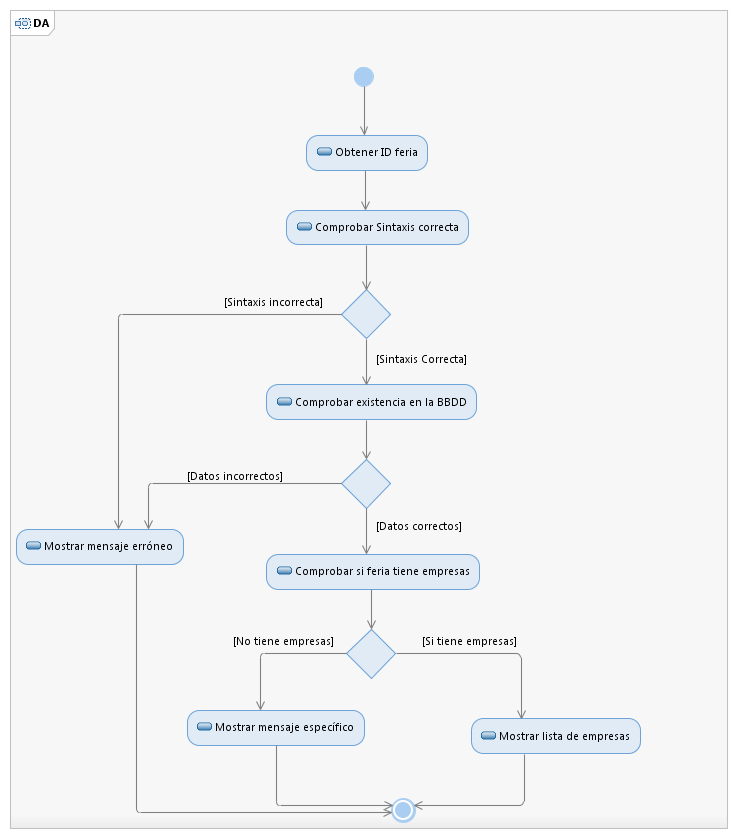 DA
Obtener ID feria
Comprobar Sintaxis correcta
[Sintaxis incorrecta]
[Sintaxis Correcta]
Comprobar existencia en la BBDD
[Datos incorrectos]
[Datos correctos]
Mostrar mensaje erróneo
Comprobar si feria tiene empresas
[No tiene empresas]
[Si tiene empresas]
Mostrar mensaje específico
Mostrar lista de empresas